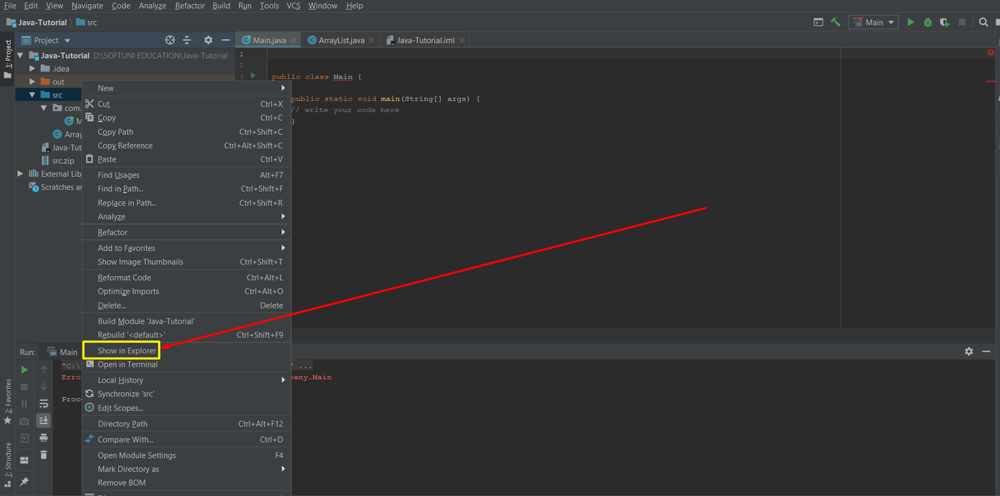 File Edit View Navigate Code Analyze Refactor Build Run Tools VCS Window Help
Java-Tutorial src
Main
Project
1: Project
Main.java ArrayList.java Java-Tutorial.iml
Java-Tutorial D:\SOFTUNI EDUCATION\Java-Tutorial
.idea
out
src
com.
M
Array
Java-Tut
src.zip
External Lib
Scratches ar
1
2
3 public class Main {
public static void main(String[] args) {
// write your code here
}
New
Cut Ctrl+X
Copy Ctrl+C
Copy Path Ctrl+Shift+C
Copy Reference Ctrl+Alt+Shift+C
Paste Ctrl+V
Find Usages Alt+F7
Find in Path... Ctrl+Shift+F
Replace in Path... Ctrl+Shift+R
Analyze
Refactor
Add to Favorites
Show Image Thumbnails Ctrl+Shift+T
Reformat Code Ctrl+Alt+L
Optimize Imports Ctrl+Alt+O
Delete... Delete
Build Module 'Java-Tutorial'
Rebuild '<default>' Ctrl+Shift+F9
Show in Explorer
Open in Terminal
Local History
Synchronize 'src'
Edit Scopes...
Directory Path Ctrl+Alt+F12
Compare With... Ctrl+D
Open Module Settings F4
Mark Directory as
Remove BOM
Run: Main
"C:\ " ...
Erro pany.Main
Proc
2: Favorites
7: Structure